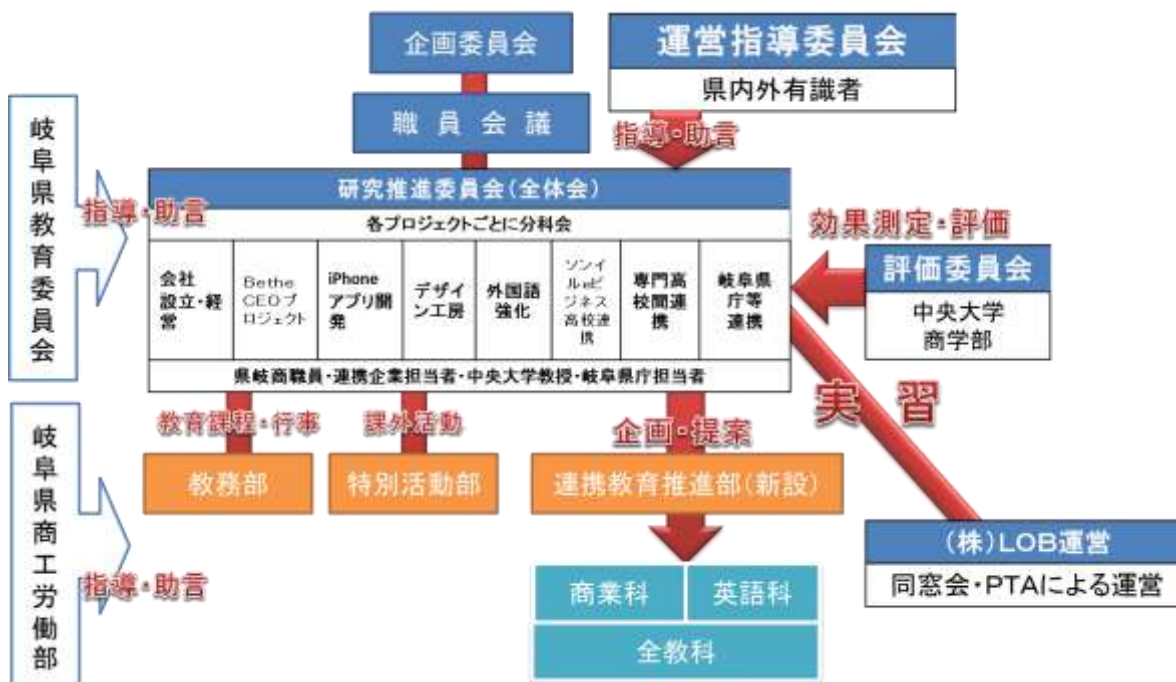 企画委員会
運営指導委員会
県内外有識者
職員会議
指導・助言
岐阜県教育委員会
指導・助言
研究推進委員会(全体会)
各プロジェクトごとに分科会
会社
設立・経
営
Bethe
CEOプ
ロジェクト
iPhone
アプリ開
発
デザイ
ン工房
外国語
強化
ソンイ
ルeビ
ジネス
高校連
携
専門高
校間連
携
岐阜県
庁等
連携
県岐商職員・連携企業担当者・中央大学教授・岐阜県庁担当者
効果測定・評価
評価委員会
中央大学
商学部
実習
教育課程・行事
課外活動
企画・提案
教務部
特別活動部
連携教育推進部(新設)
岐阜県商工労働部
指導・助言
商業科
英語科
全教科
(株)LOB運営
同窓会・PTAによる運営